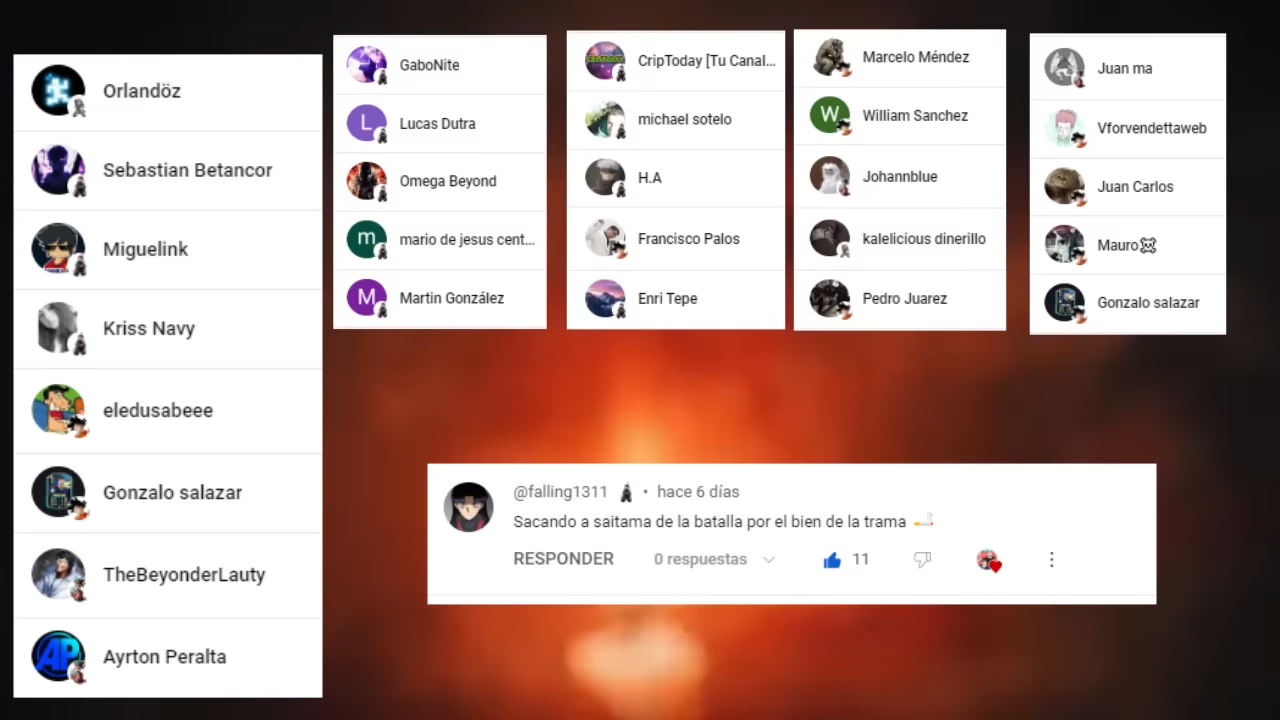 Orlandöz
Sebastian Betancor
Miguelink
Kriss Navy
eledusabeee
Gonzalo salazar
TheBeyonderLauty
AP
Ayrton Peralta
GaboNite
L
Lucas Dutra
Omega Beyond
m
mario de jesus cent...
M
Martin González
CripToday [Tu Canal...
michael sotelo
H.A
Francisco Palos
Enri Tepe
Marcelo Méndez
W
William Sanchez
Johannblue
kalelicious dinerillo
Pedro Juarez
Juan ma
Vforvendettaweb
Juan Carlos
Mauro
Gonzalo salazar
@falling1311 • hace 6 días
Sacando a saitama de la batalla por el bien de la trama 🚬
RESPONDER 0 respuestas 11